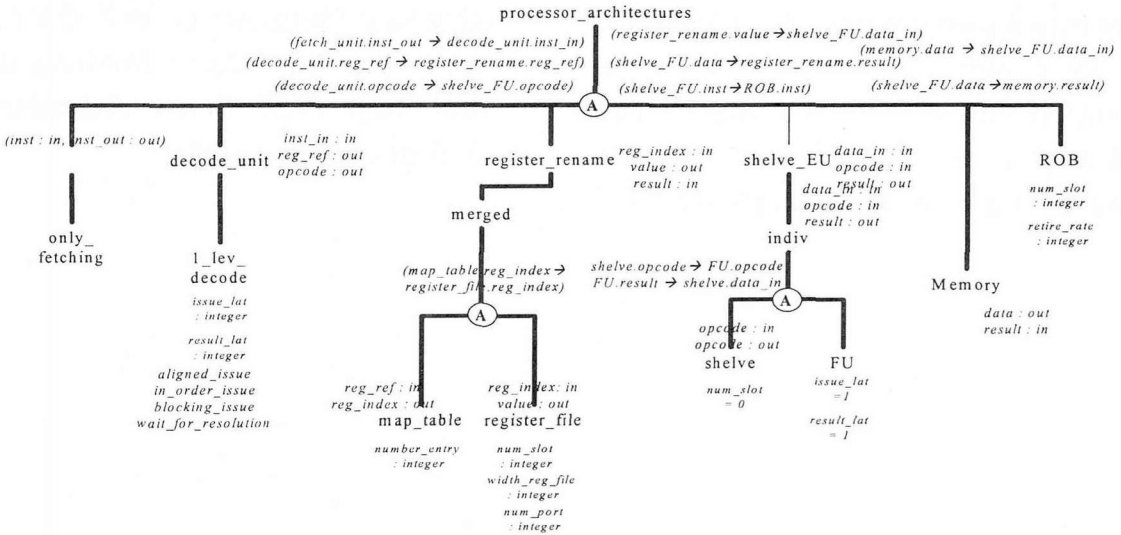 processor_architectures
(fetch_unit.inst_out → decode_unit.inst_in)
(register_rename.value→shelve_FU.data_in)
(memory.data → shelve_FU.data_in)
(decode_unit.reg_ref → register_rename.reg_ref)
(shelve_FU.data→register_rename.result)
(decode_unit.opcode → shelve_FU.opcode)
(shelve_FU.inst→ROB.inst)
(shelve_FU.data→memory.result)
A
(inst : in, inst_out : out)
decode_unit
inst_in : in
reg_ref : out
opcode : out
register_rename
reg_index : in
value : out
result : in
shelve_EU
data_in : in
opcode : in
result : out
data_in : in
opcode : in
result : out
ROB
num_slot
: integer
retire_rate
: integer
merged
indiv
only_
fetching
1_lev_
decode
issue_lat
: integer
result_lat
: integer
aligned_issue
in_order_issue
blocking_issue
wait_for_resolution
(map_table.reg_index →
register_file.reg_index)
A
shelve.opcode → FU.opcode
FU.result → shelve.data_in
A
Memory
data : out
result : in
opcode : in
opcode : out
shelve
num_slot
= 0
FU
issue_lat
=1
result_lat
= 1
reg_ref : in
reg_index : out
map_table
number_entry
: integer
reg_index: in
value : out
register_file
num_slot
: integer
width_reg_file
: integer
num_port
: integer